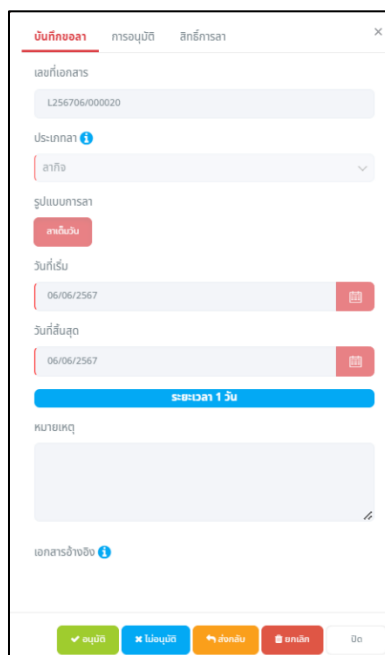 บันทึกขอลา การอนุมัติ สิทธิ์การลา ×
เลขที่เอกสาร
L256706/000020
ประเภทลา
ลากิจ
รูปแบบการลา
ลาเต็มวัน
วันที่เริ่ม
06/06/2567
วันที่สิ้นสุด
06/06/2567
ระยะเวลา 1 วัน
หมายเหตุ
เอกสารอ้างอิง
อนุมัติ ไม่อนุมัติ ส่งกลับ ยกเลิก ปิด